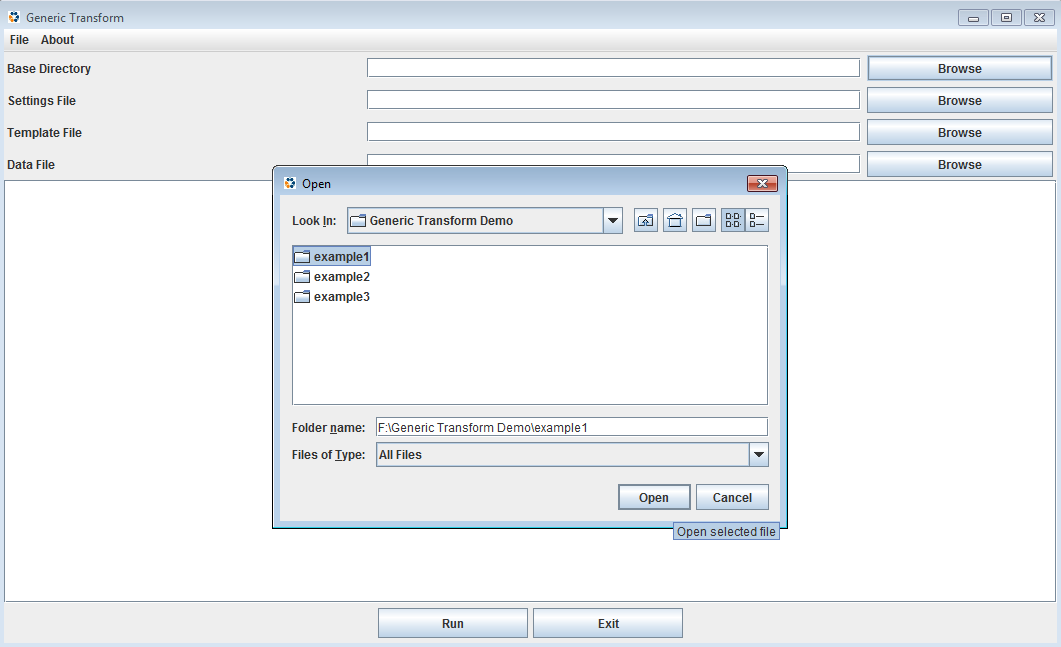 Generic Transform
File About
Base Directory Browse
Settings File Browse
Template File Browse
Data File Browse
Open
Look In: Generic Transform Demo
example1
example2
example3
Folder name: F:\Generic Transform Demo\example1
Files of Type: All Files
Open Cancel
Open selected file
Run Exit